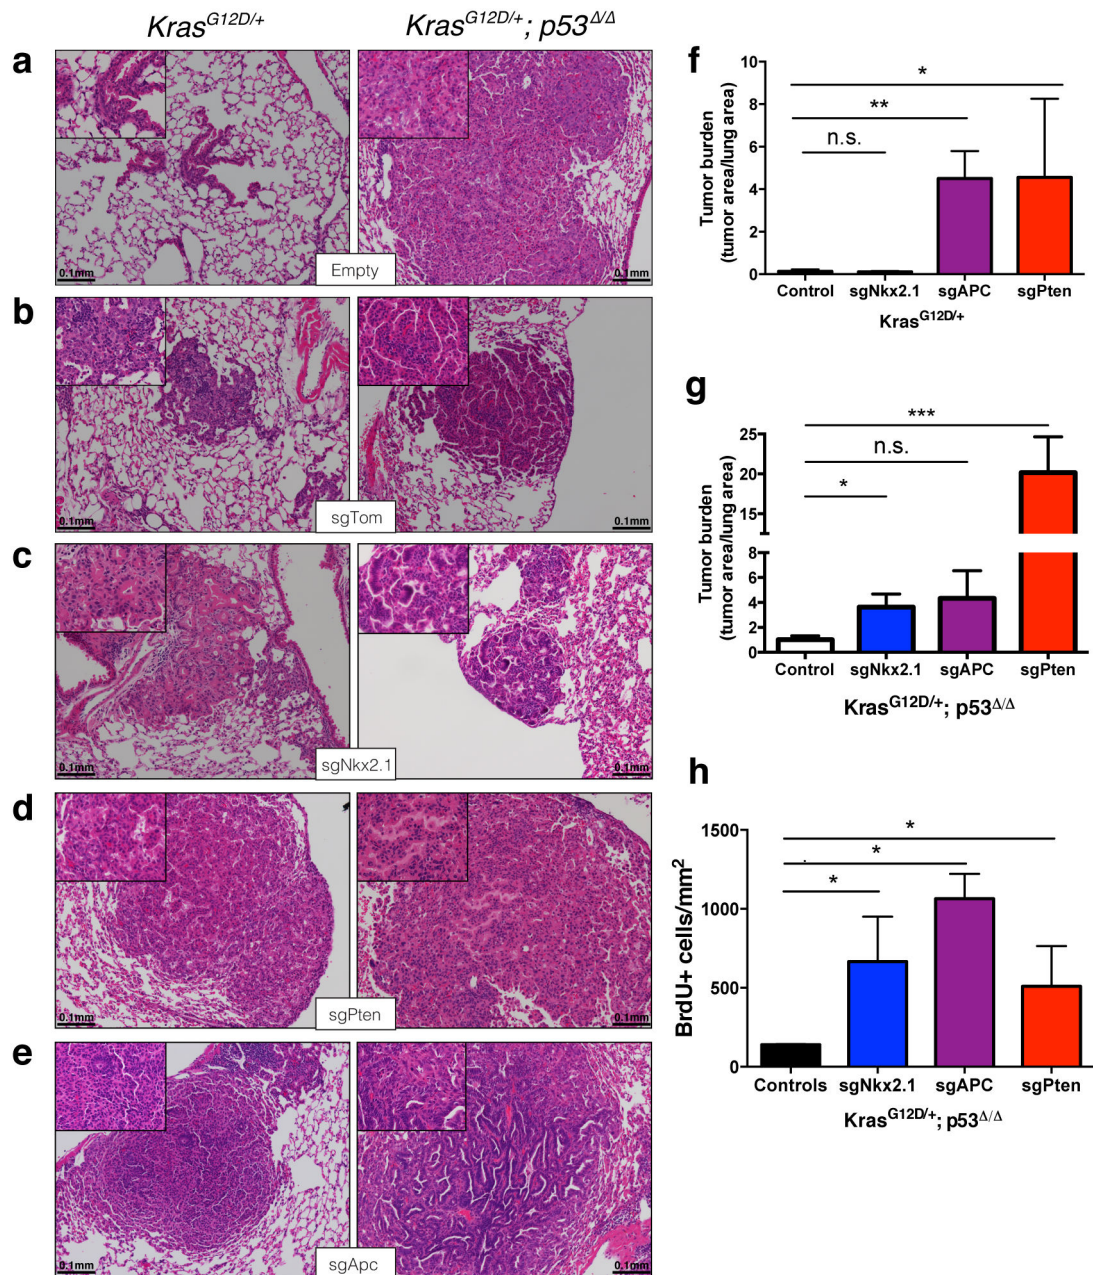 Kras^G12D/+
Kras^G12D/+; p53^Δ/Δ
a
0.1mm
Empty
0.1mm
b
0.1mm
sgTom
0.1mm
c
0.1mm
sgNkx2.1
0.1mm
d
0.1mm
sgPten
0.1mm
e
0.1mm
sgApc
0.1mm
f
Tumor burden
(tumor area/lung area)
10
8
6
4
2
0
*
**
n.s.
Control sgNkx2.1 sgAPC sgPten
Kras^G12D/+
g
Tumor burden
(tumor area/lung area)
25
20
15
8
6
4
2
0
***
n.s.
*
Control sgNkx2.1 sgAPC sgPten
Kras^G12D/+; p53^Δ/Δ
h
BrdU+ cells/mm²
1500
1000
500
0
*
*
*
Controls sgNkx2.1 sgAPC sgPten
Kras^G12D/+; p53^Δ/Δ